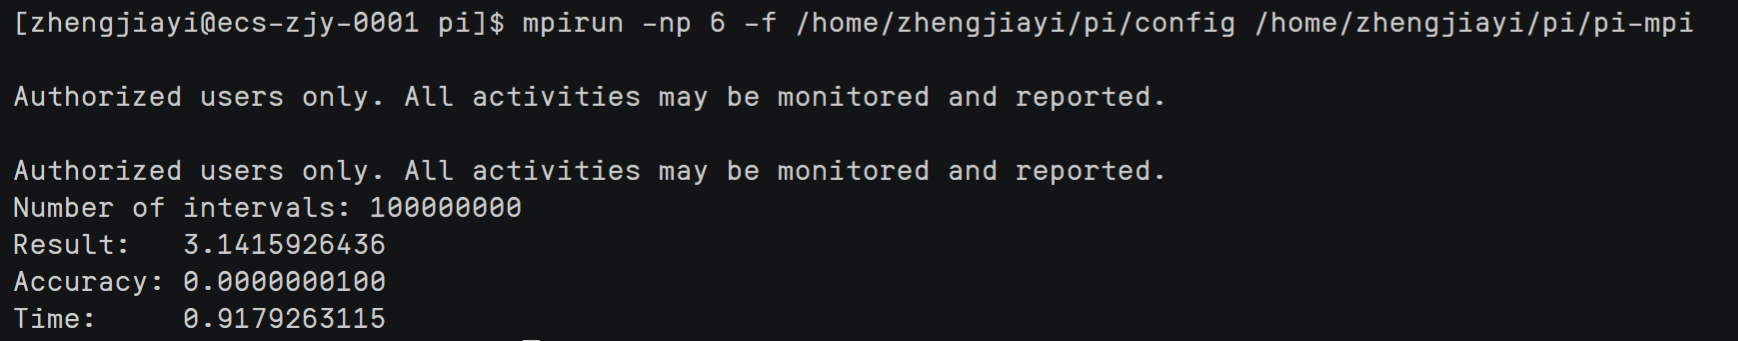 [zhengjiayi@ecs-zjy-0001 pi]$ mpirun -np 6 -f /home/zhengjiayi/pi/config /home/zhengjiayi/pi/pi-mpi
Authorized users only. All activities may be monitored and reported.
Authorized users only. All activities may be monitored and reported.
Number of intervals: 100000000
Result:   3.1415926436
Accuracy: 0.0000000100
Time:     0.9179263115